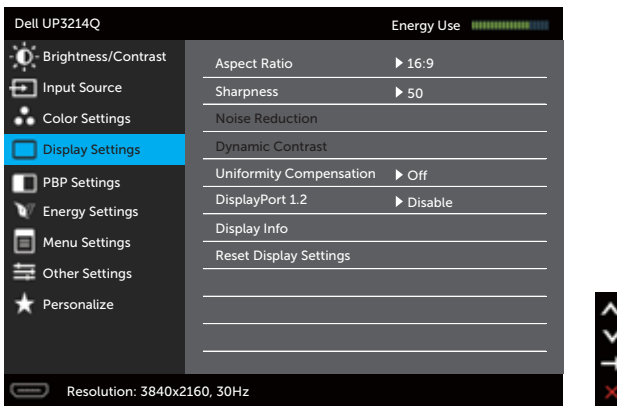 Dell UP3214Q Energy Use
Brightness/Contrast
Input Source
Color Settings
Display Settings
PBP Settings
Energy Settings
Menu Settings
Other Settings
Personalize
Aspect Ratio 16:9
Sharpness 50
Noise Reduction
Dynamic Contrast
Uniformity Compensation Off
DisplayPort 1.2 Disable
Display Info
Reset Display Settings
Resolution: 3840x2160, 30Hz